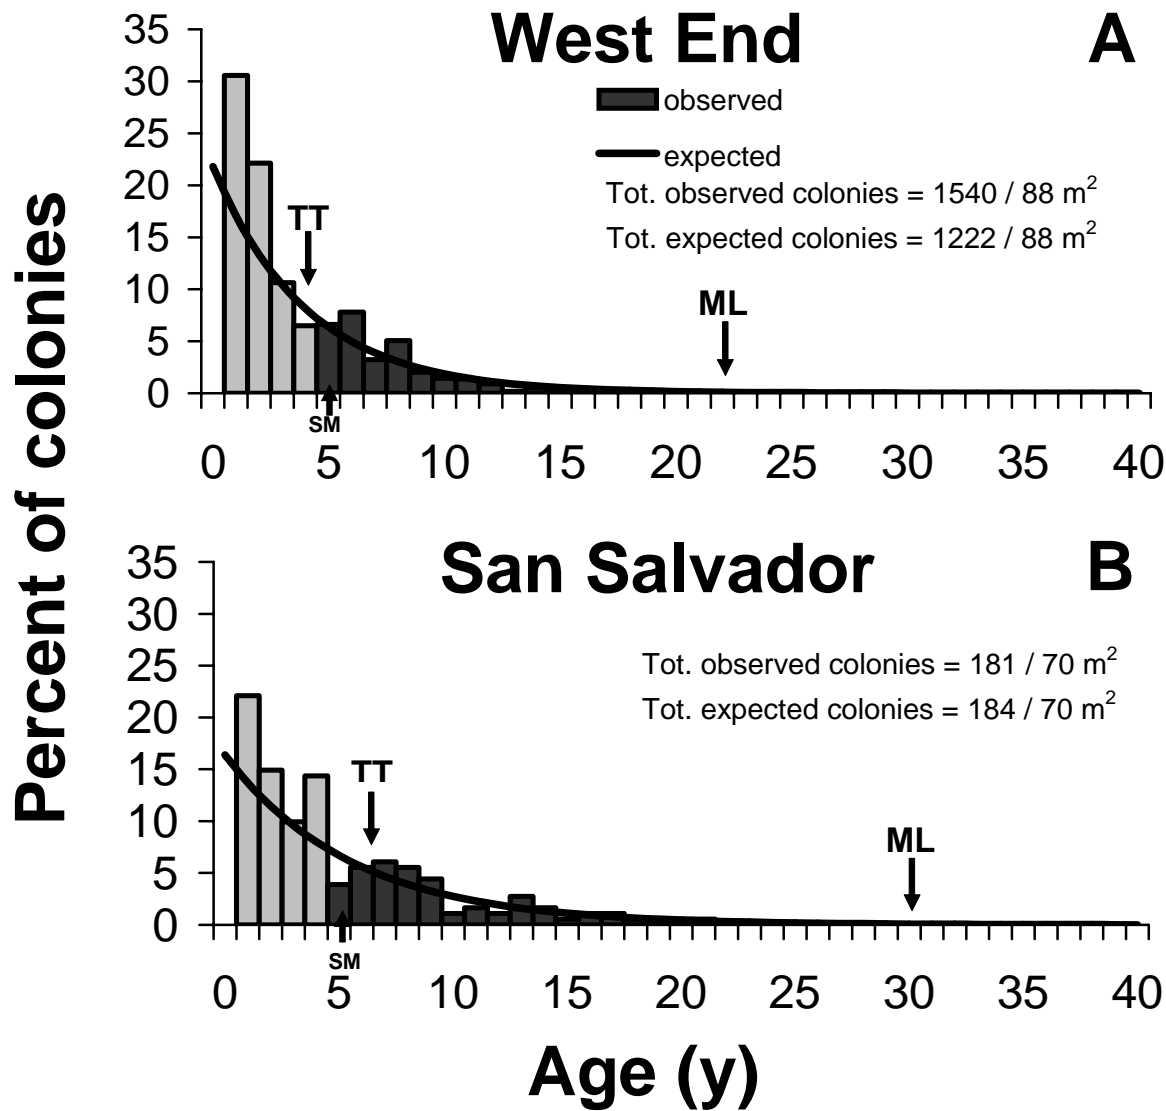 West End A
35
30
25
20
15
10
5
0
observed
expected
Tot. observed colonies = 1540 / 88 m²
Tot. expected colonies = 1222 / 88 m²
TT
ML
SM
0 5 10 15 20 25 30 35 40
Percent of colonies
San Salvador B
35
30
25
20
15
10
5
0
Tot. observed colonies = 181 / 70 m²
Tot. expected colonies = 184 / 70 m²
TT
ML
SM
0 5 10 15 20 25 30 35 40
Age (y)